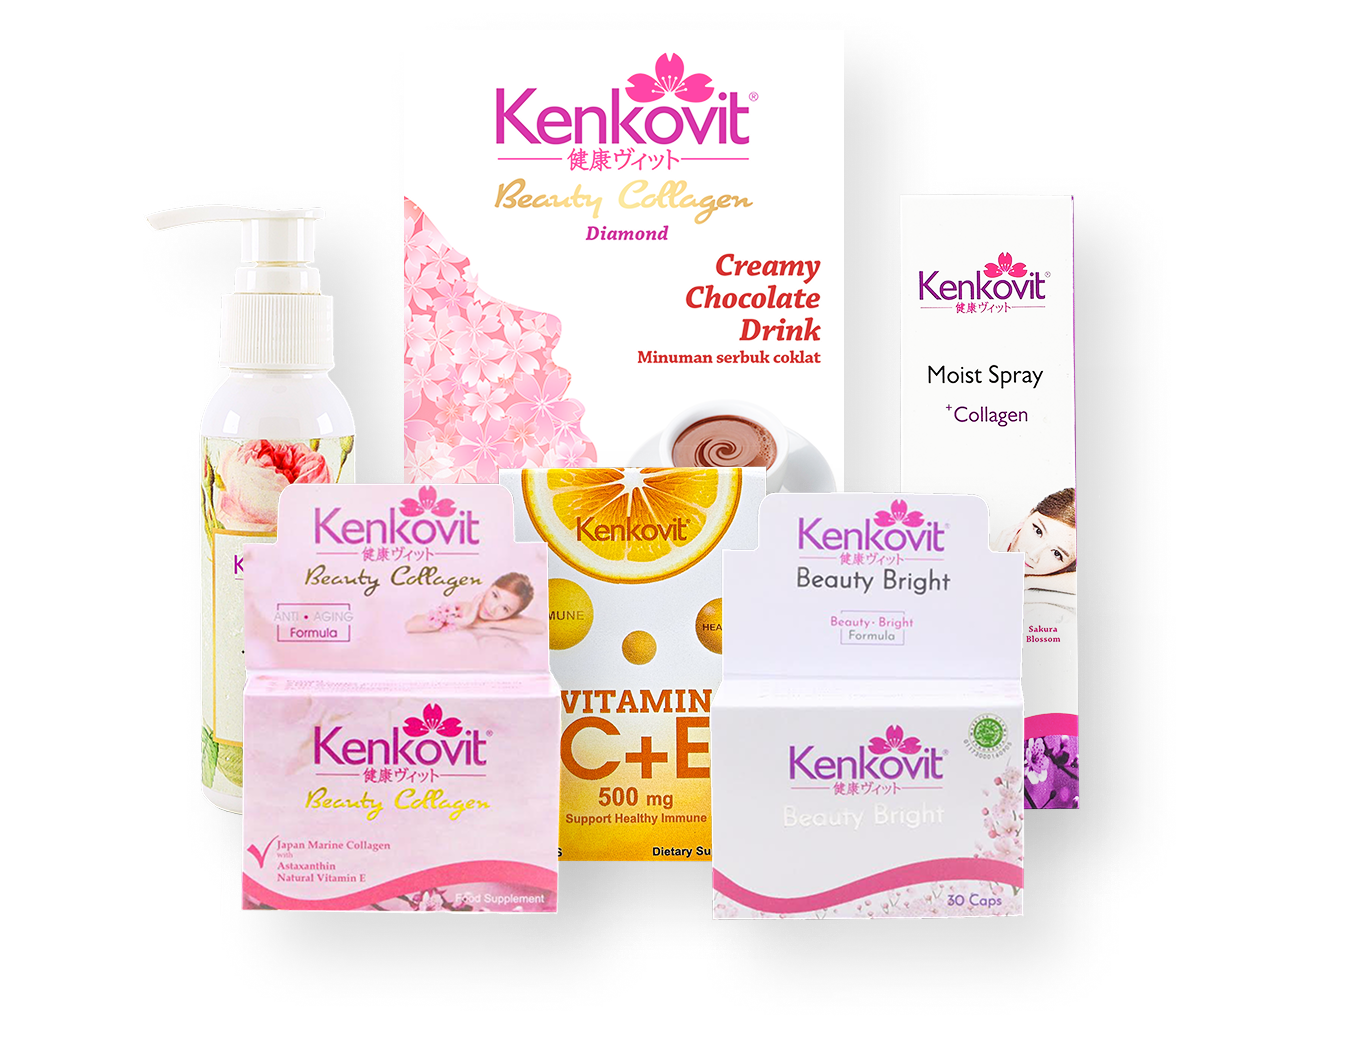 Kenkovit®
健康ヴィット
Beauty Collagen
Diamond
Creamy
Chocolate
Drink
Minuman serbuk coklat
Kenkovit®
健康ヴィット
Moist Spray
+Collagen
Sakura
Blossom
K
Kenkovit
健康ヴィット
Beauty Collagen
ANTI • AGING
Formula
Kenkovit®
健康ヴィット
Beauty Collagen
Japan Marine Collagen
with
Astaxanthin
Natural Vitamin E
Food Supplement
Kenkovit®
MUNE
HEA
VITAMIN
C+E
500 mg
Support Healthy Immune
S
Dietary Su
Kenkovit®
健康ヴィット
Beauty Bright
Beauty • Bright
Formula
Kenkovit®
健康ヴィット
Beauty Bright
30 Caps